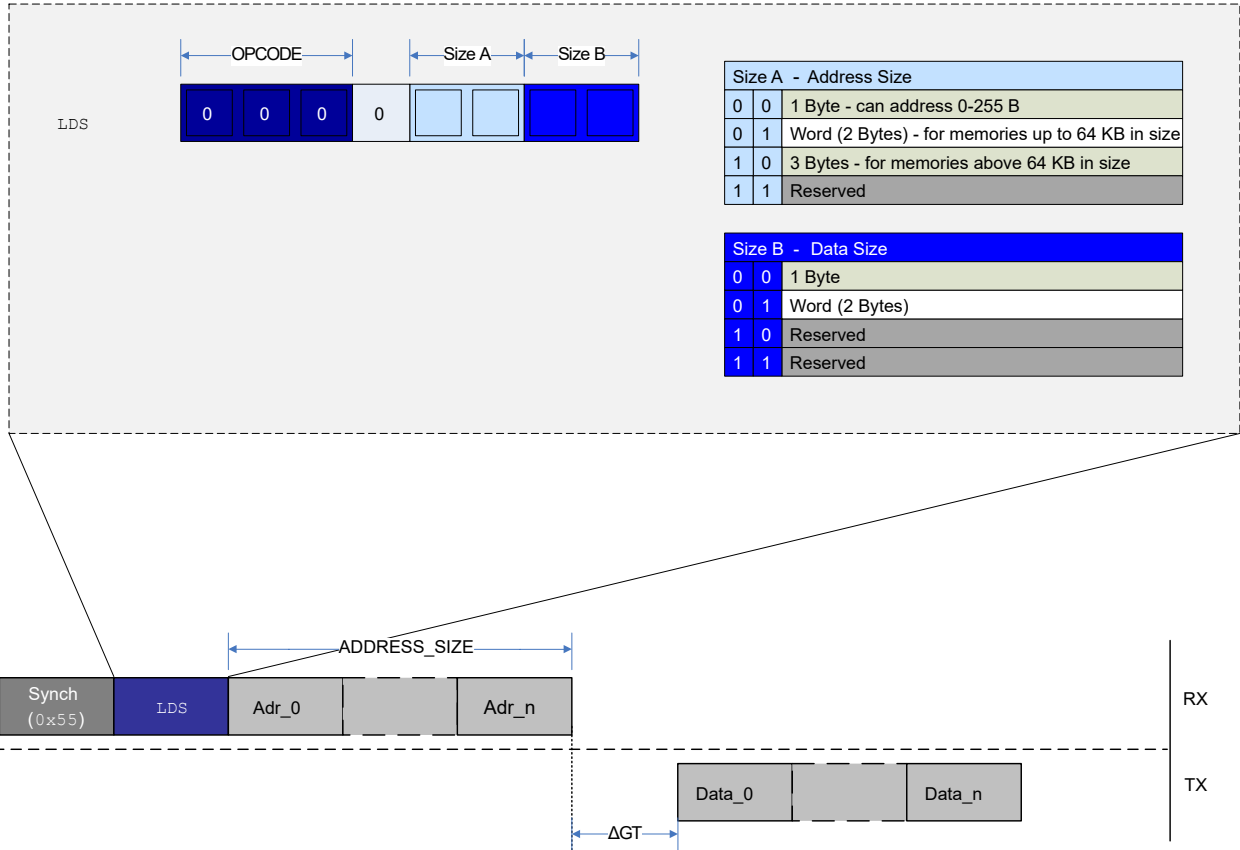 OPCODE Size A Size B
LDS 0 0 0 0
Size A - Address Size
0 0 1 Byte - can address 0-255 B
0 1 Word (2 Bytes) - for memories up to 64 KB in size
1 0 3 Bytes - for memories above 64 KB in size
1 1 Reserved
Size B - Data Size
0 0 1 Byte
0 1 Word (2 Bytes)
1 0 Reserved
1 1 Reserved
ADDRESS_SIZE
Synch
(0x55)
LDS
Adr_0
Adr_n
RX
Data_0
Data_n
TX
ΔGT